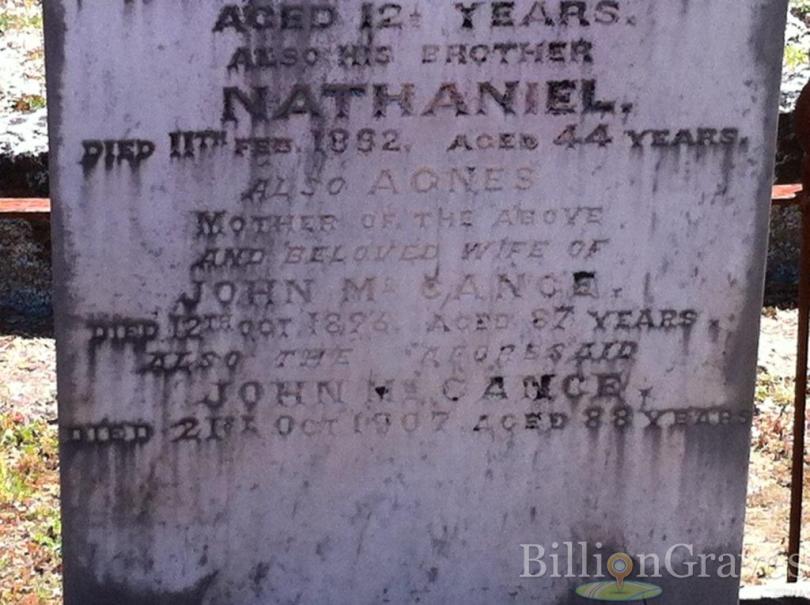 AGED 12½ YEARS.
ALSO HIS BROTHER
NATHANIEL.
DIED 11TH FEB. 1892. AGED 44 YEARS.
ALSO AGNES
MOTHER OF THE ABOVE
AND BELOVED WIFE OF
JOHN Mc CANCE.
DIED 12TH OCT 1896 AGED 87 YEARS.
ALSO THE AFORESAID
JOHN Mc CANCE.
DIED 21ST OCT 1907 AGED 88 YEARS
BillionGraves